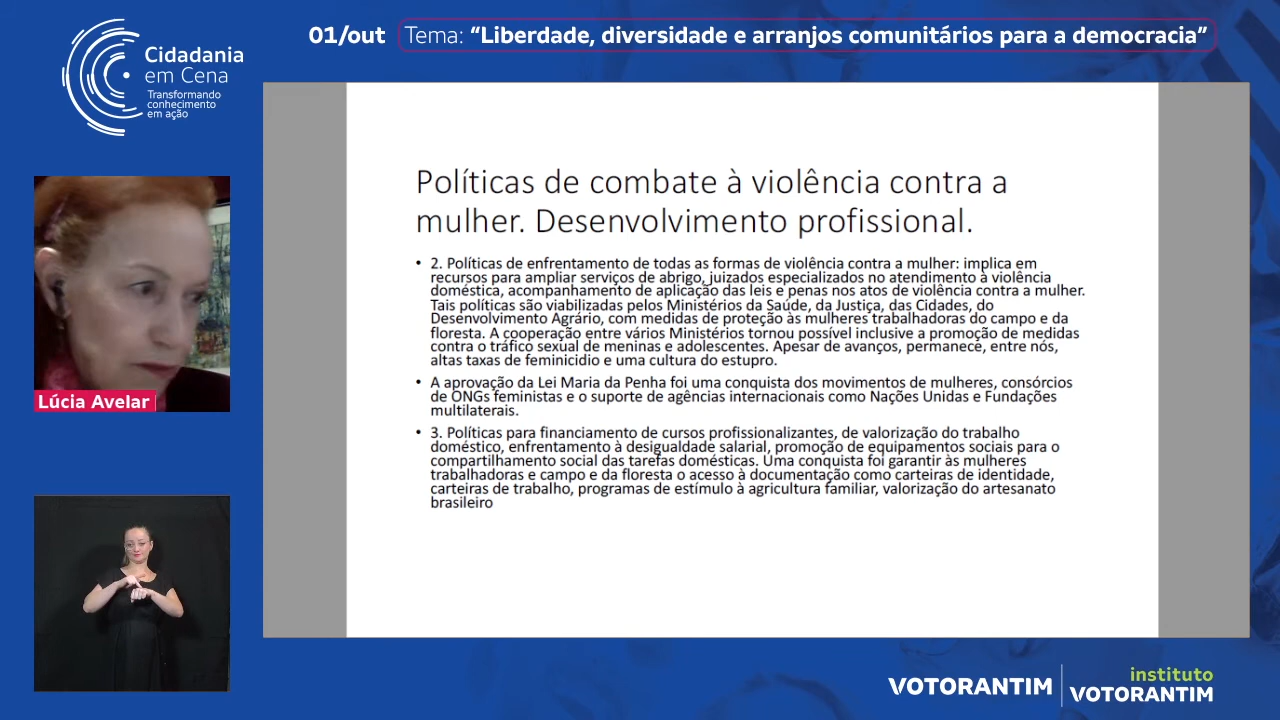 Cidadania
em Cena
Transformando
conhecimento
em ação
01/out Tema: “Liberdade, diversidade e arranjos comunitários para a democracia”
Políticas de combate à violência contra a
mulher. Desenvolvimento profissional.
• 2. Políticas de enfrentamento de todas as formas de violência contra a mulher: implica em
recursos para ampliar serviços de abrigo, juizados especializados no atendimento à violência
doméstica, acompanhamento de aplicação das leis e penas nos atos de violência contra a mulher.
Tais políticas são viabilizadas pelos Ministérios da Saúde, da Justiça, das Cidades, do
Desenvolvimento Agrário, com medidas de proteção às mulheres trabalhadoras do campo e da
floresta. A cooperação entre vários Ministérios tornou possível inclusive a promoção de medidas
contra o tráfico sexual de meninas e adolescentes. Apesar de avanços, permanece, entre nós,
altas taxas de feminicidio e uma cultura do estupro.
• A aprovação da Lei Maria da Penha foi uma conquista dos movimentos de mulheres, consórcios
de ONGs feministas e o suporte de agências internacionais como Nações Unidas e Fundações
multilaterais.
• 3. Políticas para financiamento de cursos profissionalizantes, de valorização do trabalho
doméstico, enfrentamento à desigualdade salarial, promoção de equipamentos sociais para o
compartilhamento social das tarefas domésticas. Uma conquista foi garantir às mulheres
trabalhadoras e campo e da floresta o acesso à documentação como carteiras de identidade,
carteiras de trabalho, programas de estímulo à agricultura familiar, valorização do artesanato
brasileiro
Lúcia Avelar
VOTORANTIM
instituto
VOTORANTIM